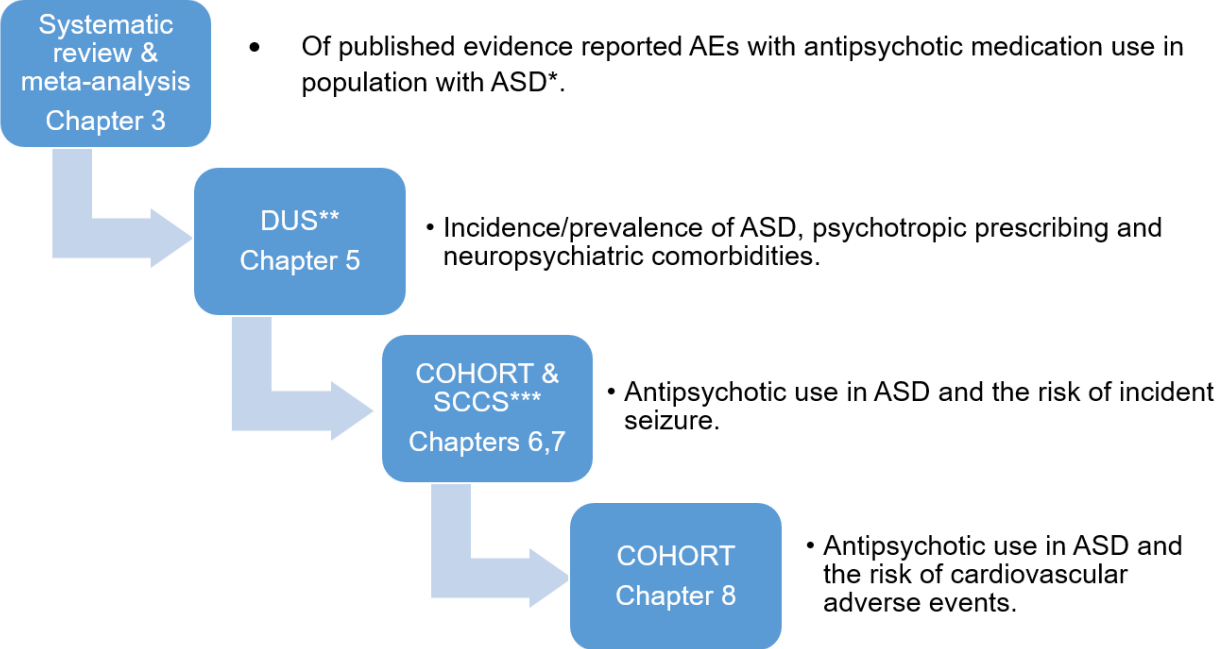 Systematic
review &
meta-analysis
Chapter 3
• Of published evidence reported AEs with antipsychotic medication use in
population with ASD*.
DUS**
Chapter 5
• Incidence/prevalence of ASD, psychotropic prescribing and
neuropsychiatric comorbidities.
COHORT &
SCCS***
Chapters 6,7
• Antipsychotic use in ASD and the risk of incident
seizure.
COHORT
Chapter 8
• Antipsychotic use in ASD and
the risk of cardiovascular
adverse events.